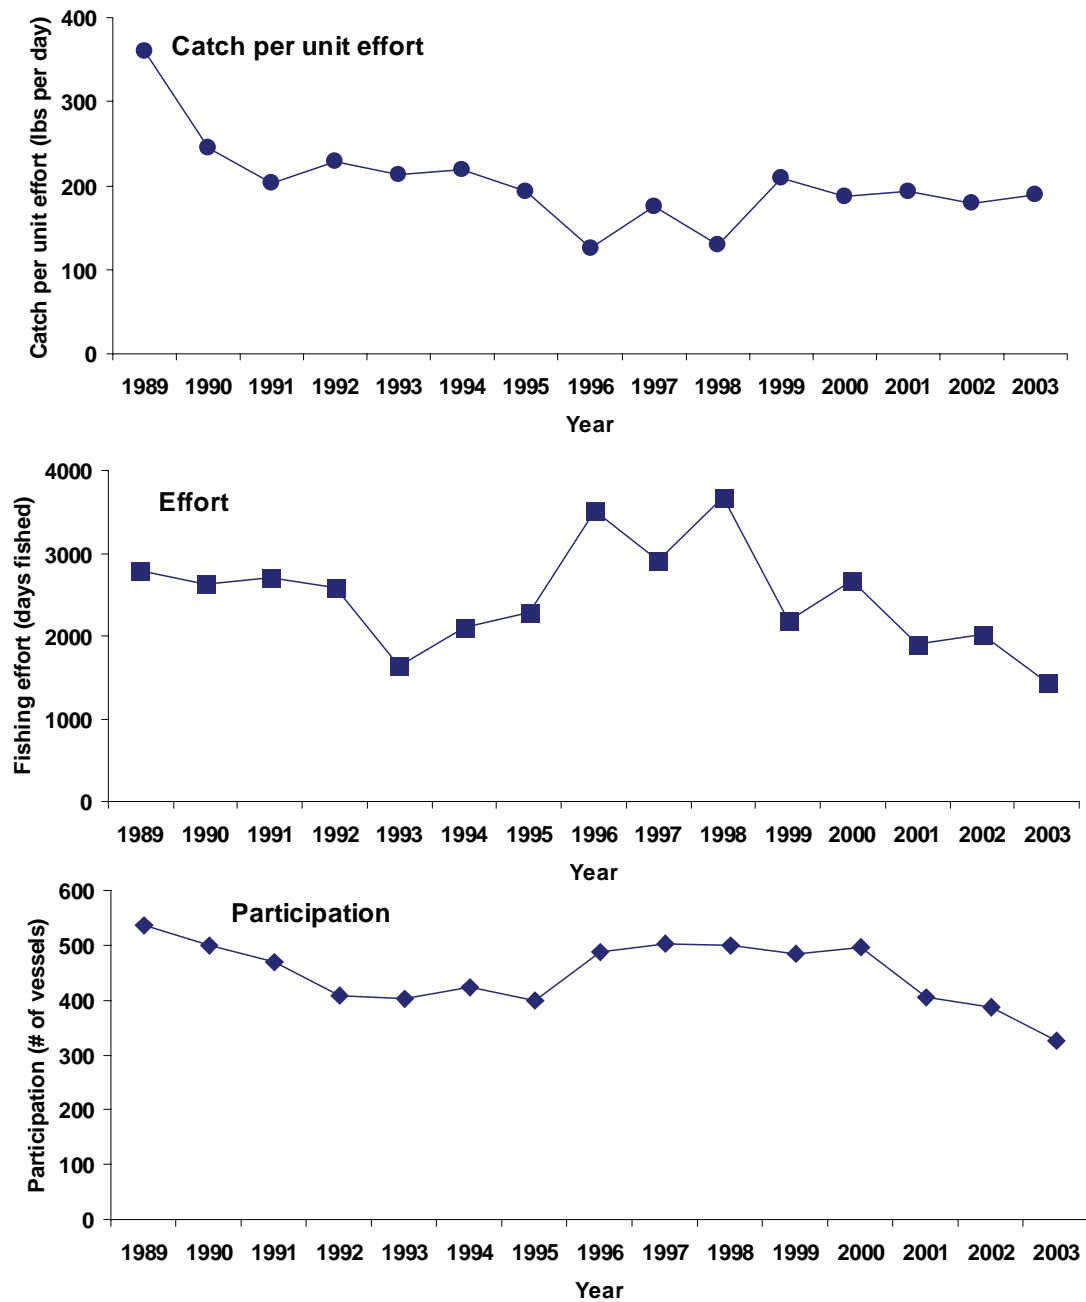 Catch per unit effort
Catch per unit effort (lbs per day)
400
300
200
100
0
1989 1990 1991 1992 1993 1994 1995 1996 1997 1998 1999 2000 2001 2002 2003
Year
Effort
Fishing effort (days fished)
4000
3000
2000
1000
0
1989 1990 1991 1992 1993 1994 1995 1996 1997 1998 1999 2000 2001 2002 2003
Year
Participation
Participation (# of vessels)
600
500
400
300
200
100
0
1989 1990 1991 1992 1993 1994 1995 1996 1997 1998 1999 2000 2001 2002 2003
Year